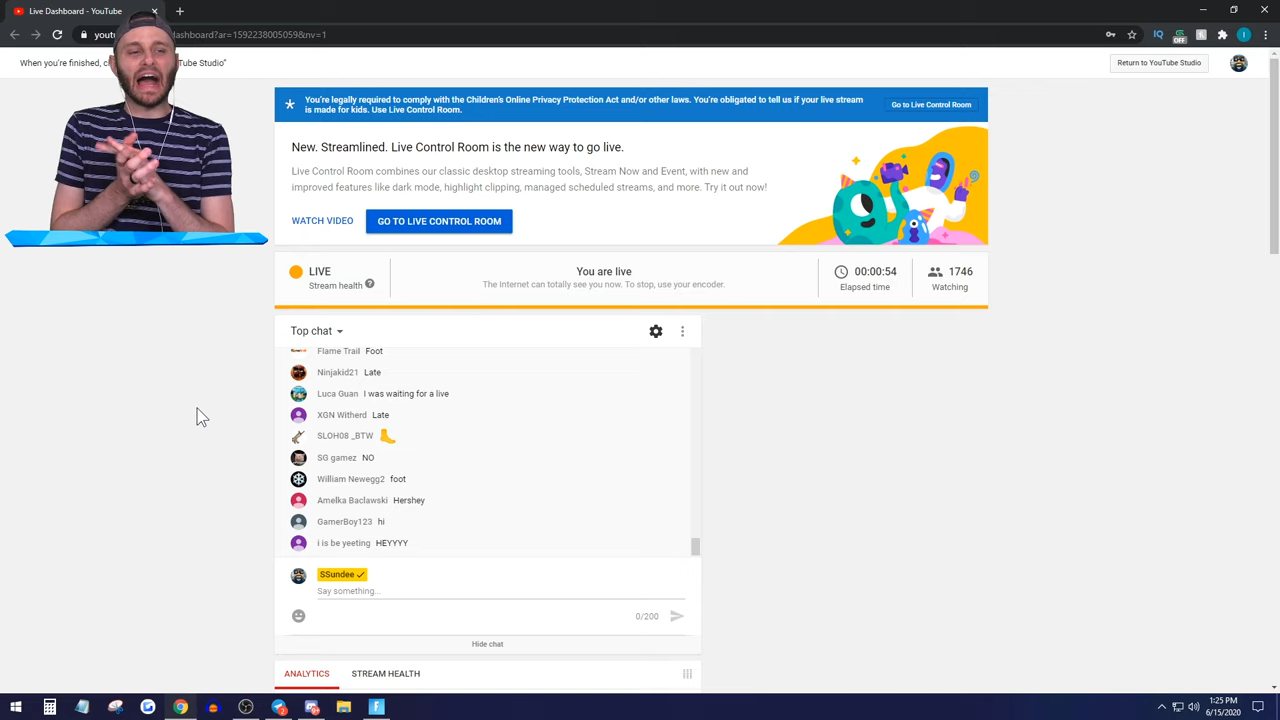 Live Dashboard - YouTube
youtu
dashboard?ar=1592238005059&nv=1
When you're finished, cl
Tube Studio"
Return to YouTube Studio
You're legally required to comply with the Children's Online Privacy Protection Act and/or other laws. You're obligated to tell us if your live stream
is made for kids. Use Live Control Room.
Go to Live Control Room
New. Streamlined. Live Control Room is the new way to go live.
Live Control Room combines our classic desktop streaming tools, Stream Now and Event, with new and
improved features like dark mode, highlight clipping, managed scheduled streams, and more. Try it out now!
WATCH VIDEO
GO TO LIVE CONTROL ROOM
LIVE
Stream health
You are live
The Internet can totally see you now. To stop, use your encoder.
00:00:54
Elapsed time
1746
Watching
Top chat
Flame Trail Foot
Ninjakid21 Late
Luca Guan I was waiting for a live
XGN Witherd Late
SLOH08 _BTW
SG gamez NO
William Newegg2 foot
Amelka Baclawski Hershey
GamerBoy123 hi
i is be yeeting HEYYYY
SSundee
Say something...
0/200
Hide chat
ANALYTICS
STREAM HEALTH
1:25 PM
6/15/2020